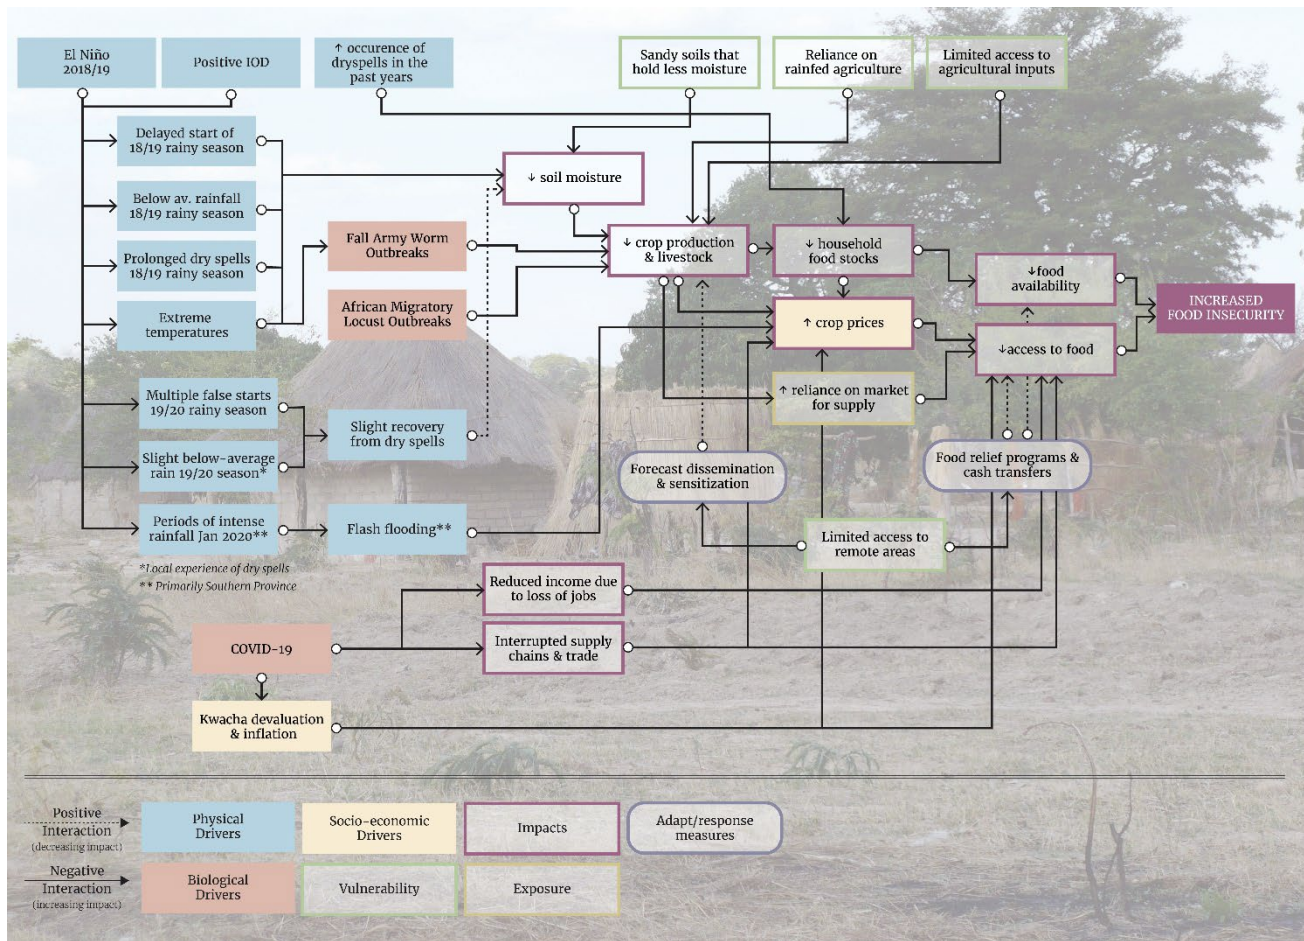 El Niño
2018/19
Positive IOD
↑ occurence of
dryspells in the
past years
Sandy soils that
hold less moisture
Reliance on
rainfed agriculture
Limited access to
agricultural inputs
Delayed start of
18/19 rainy season
↓ soil moisture
Below av. rainfall
18/19 rainy season
Fall Army Worm
Outbreaks
↓ crop production
& livestock
↓ household
food stocks
Prolonged dry spells
18/19 rainy season
↓food
availability
African Migratory
Locust Outbreaks
INCREASED
FOOD INSECURITY
Extreme
temperatures
↑ crop prices
↓access to food
Multiple false starts
19/20 rainy season
↑ reliance on market
for supply
Slight recovery
from dry spells
Slight below-average
rain 19/20 season*
Forecast dissemination
& sensitization
Food relief programs &
cash transfers
Periods of intense
rainfall Jan 2020**
Flash flooding**
Limited access to
remote areas
*Local experience of dry spells
** Primarily Southern Province
Reduced income due
to loss of jobs
COVID-19
Interrupted supply
chains & trade
Kwacha devaluation
& inflation
Positive
Interaction
(decreasing impact)
Physical
Drivers
Socio-economic
Drivers
Impacts
Adapt/response
measures
Negative
Interaction
(increasing impact)
Biological
Drivers
Vulnerability
Exposure